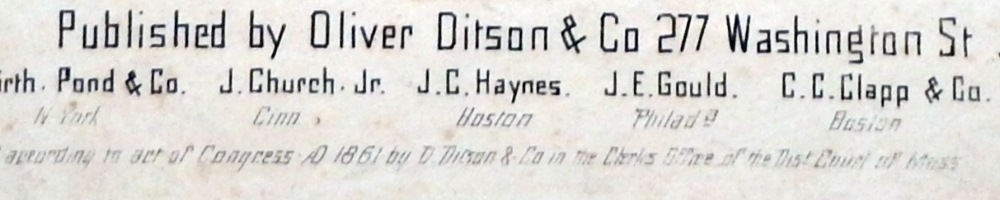 Published by Oliver Ditson & Co 277 Washington St
irth. Pond & Co. J. Church. Jr. J. C. Haynes. J. E. Gould. C. C. Clapp & Co.
N York Cinn Boston Philadª Boston
according to act of Congress AD 1861 by O. Ditson & Co in the Clerks Office of the Dist Court of Mass